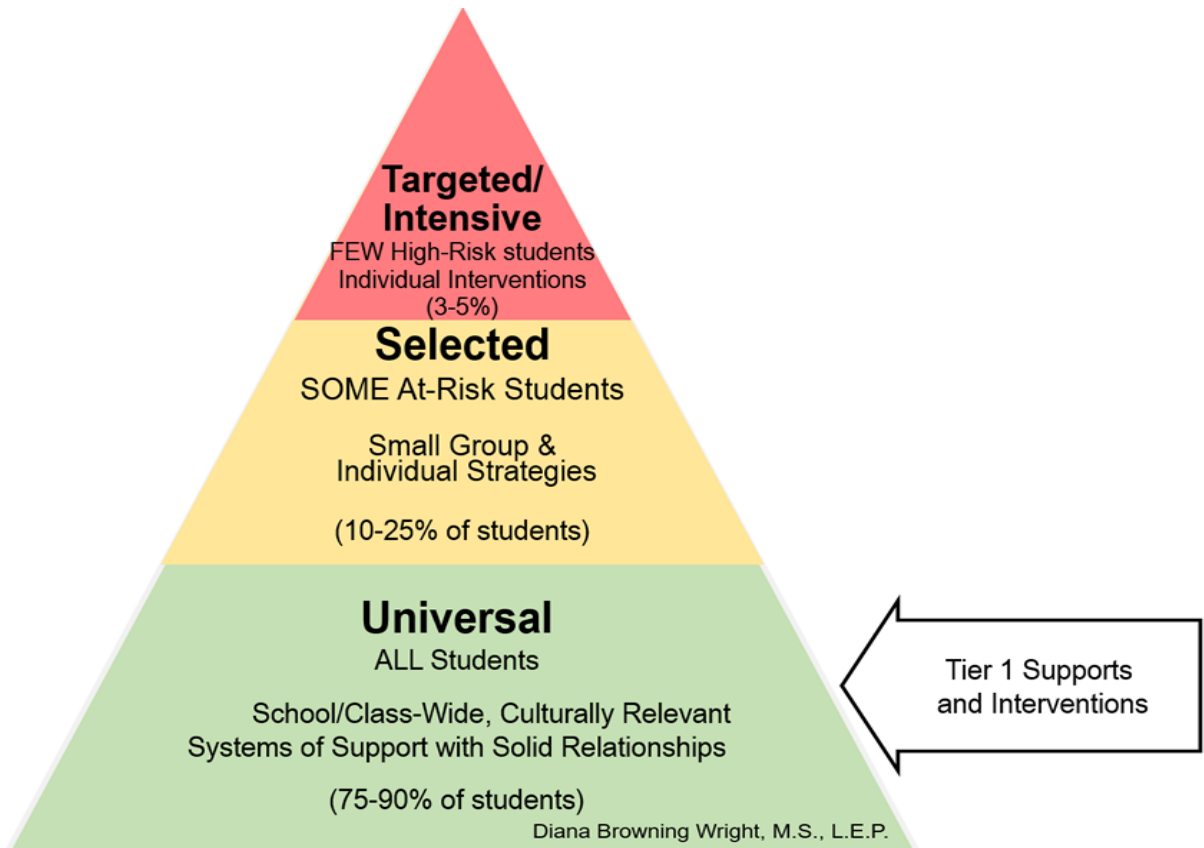 Targeted/
Intensive
FEW High-Risk students
Individual Interventions
(3-5%)
Selected
SOME At-Risk Students
Small Group &
Individual Strategies
(10-25% of students)
Universal
ALL Students
School/Class-Wide, Culturally Relevant
Systems of Support with Solid Relationships
(75-90% of students)
Diana Browning Wright, M.S., L.E.P.
Tier 1 Supports
and Interventions